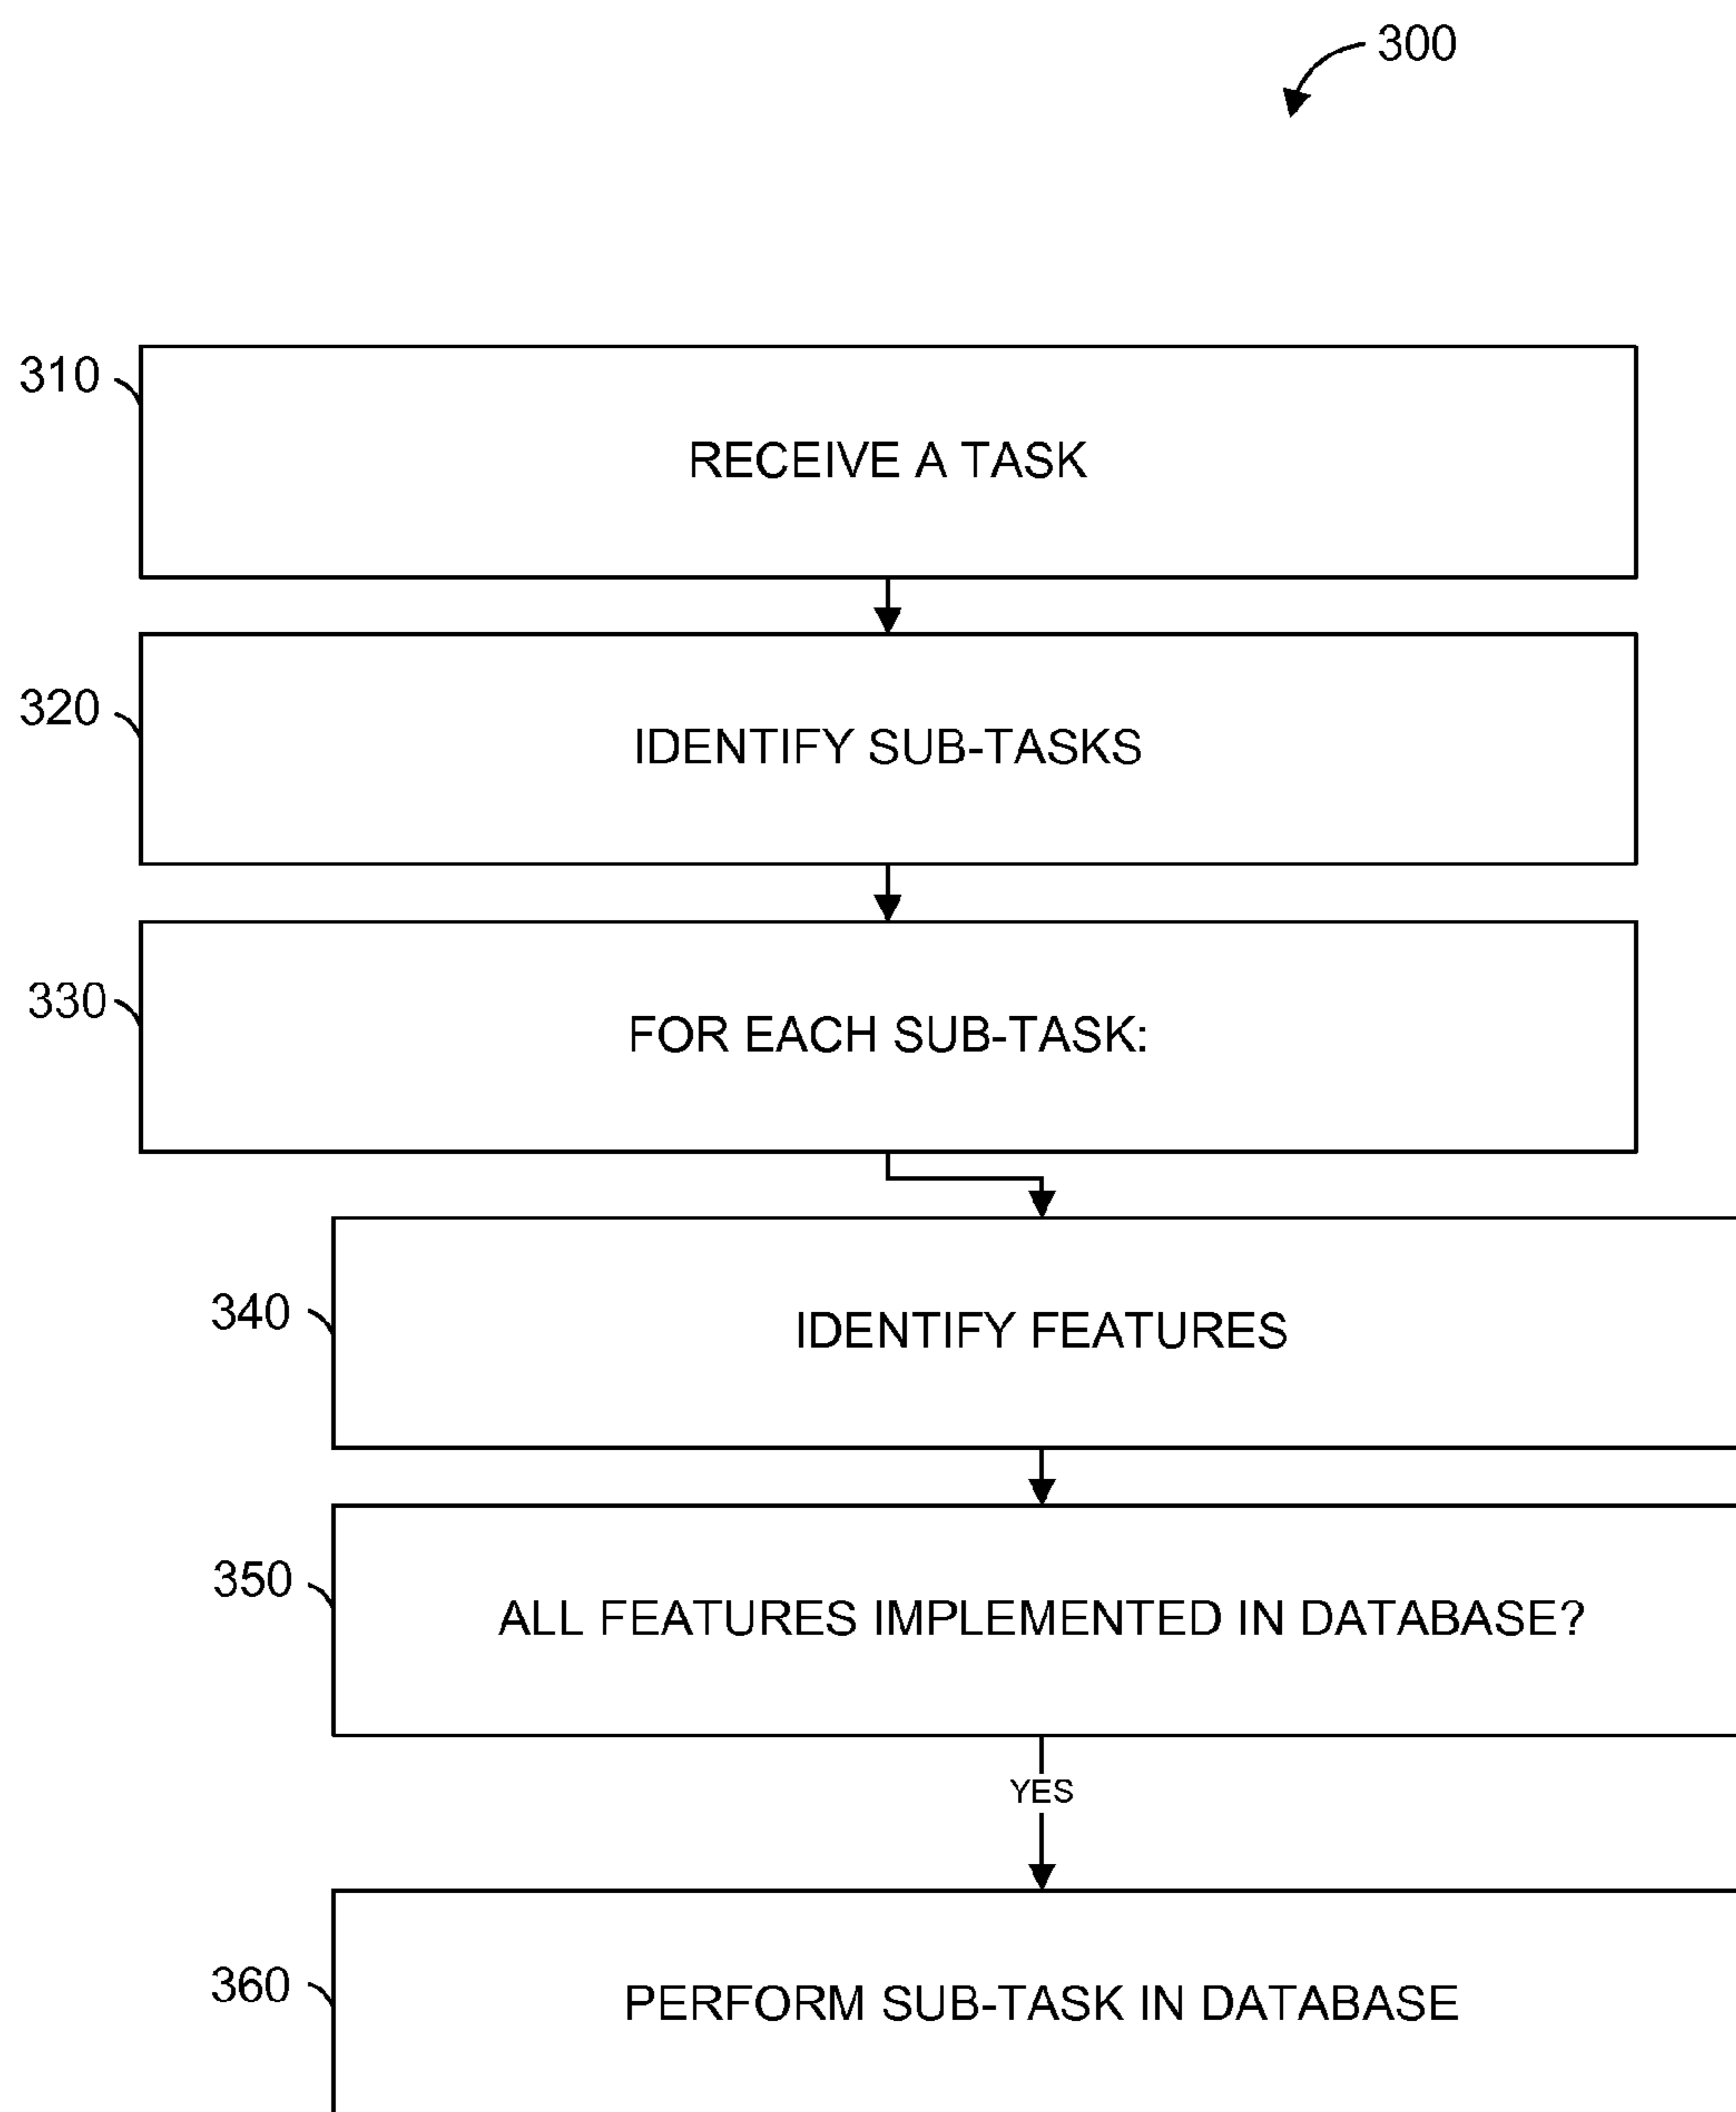 300
310
RECEIVE A TASK
320
IDENTIFY SUB-TASKS
330
FOR EACH SUB-TASK:
340
IDENTIFY FEATURES
350
ALL FEATURES IMPLEMENTED IN DATABASE?
YES
360
PERFORM SUB-TASK IN DATABASE